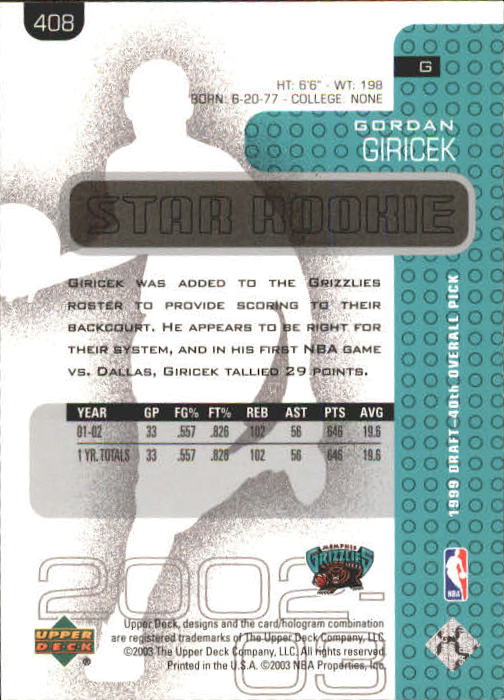 408
G
HT: 6'6" - WT: 198
BORN: 6-20-77 - COLLEGE: NONE
GORDAN
GIRICEK
STAR ROOKIE
GIRICEK WAS ADDED TO THE GRIZZLIES
ROSTER TO PROVIDE SCORING TO THEIR
BACKCOURT. HE APPEARS TO BE RIGHT FOR
THEIR SYSTEM, AND IN HIS FIRST NBA GAME
VS. DALLAS, GIRICEK TALLIED 29 POINTS.
YEAR GP FG% FT% REB AST PTS AVG
01-02 33 .557 .826 102 56 646 19.6
1 YR. TOTALS 33 .557 .826 102 56 646 19.6
1999 DRAFT-40th OVERALL PICK
MEMPHIS
GRIZZLIES
NBA
2002-
03
UPPER
DECK
®
Upper Deck, designs and the card/hologram combination
are registered trademarks of The Upper Deck Company, LLC.
©2003 The Upper Deck Company, LLC. All rights reserved.
Printed in the U.S.A. ©2003 NBA Properties, Inc.